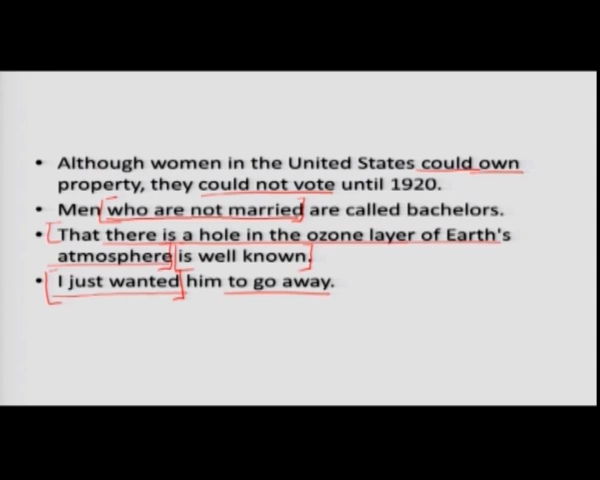 • Although women in the United States could own
property, they could not vote until 1920.
• Men who are not married are called bachelors.
• That there is a hole in the ozone layer of Earth's
atmosphere is well known.
• I just wanted him to go away.